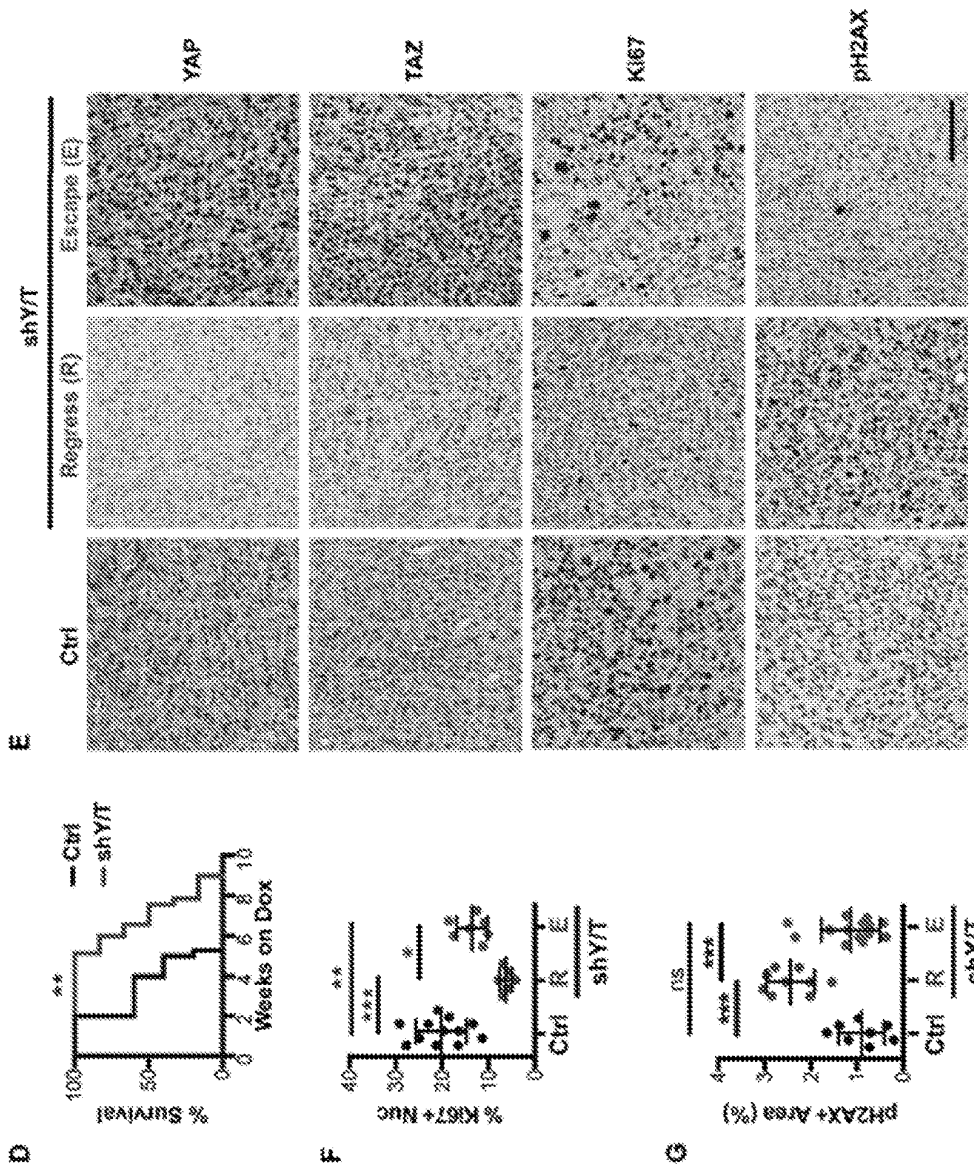 D
% Survival
100
50
0
**
Ctrl
shY/T
0 2 4 6 8 10
Weeks on Dox
E
shY/T
Ctrl
Regress (R)
Escape (E)
YAP
TAZ
Ki67
pH2AX
F
% Ki67+ Nuc
40
30
20
10
0
**
***
*
Ctrl R E
shY/T
G
pH2AX+ Area (%)
4
3
2
1
0
ns
***
***
Ctrl R E
shY/T